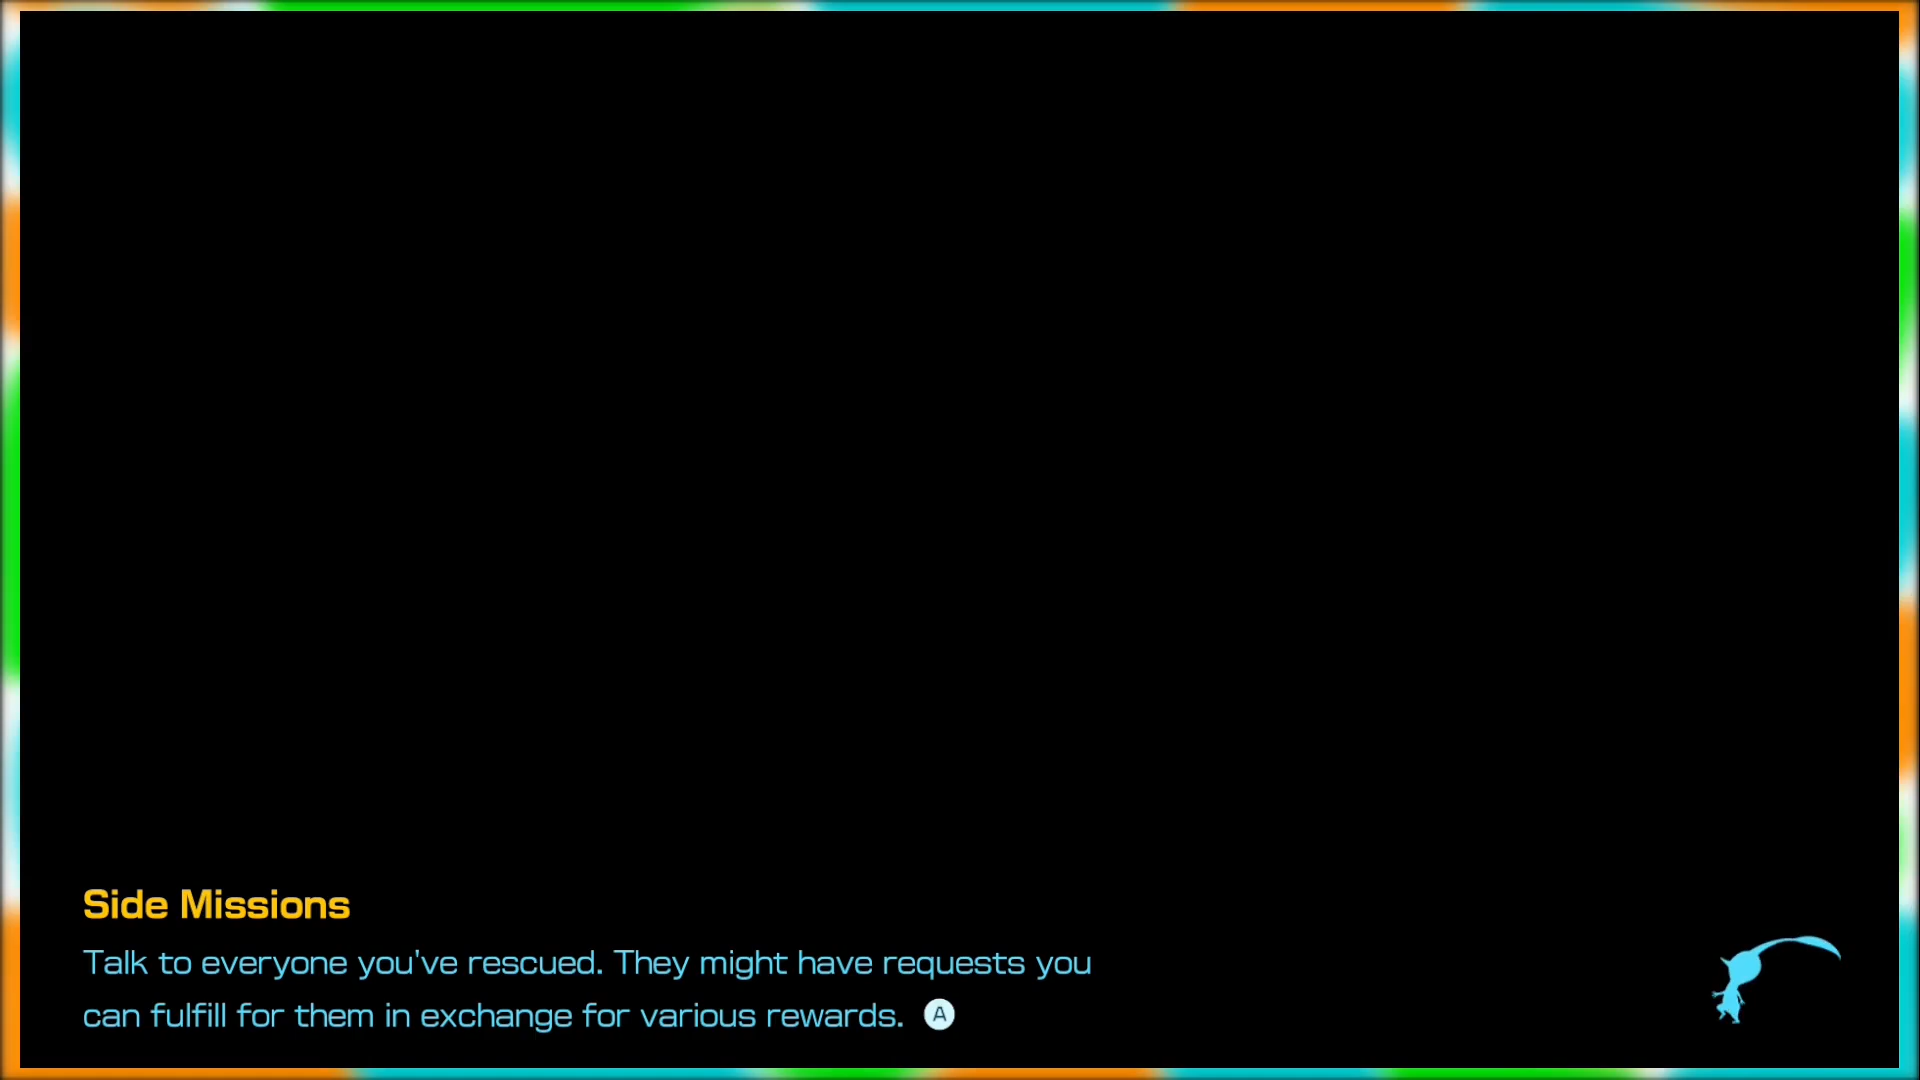 Side Missions
Talk to everyone you've rescued. They might have requests you
can fulfill for them in exchange for various rewards. A